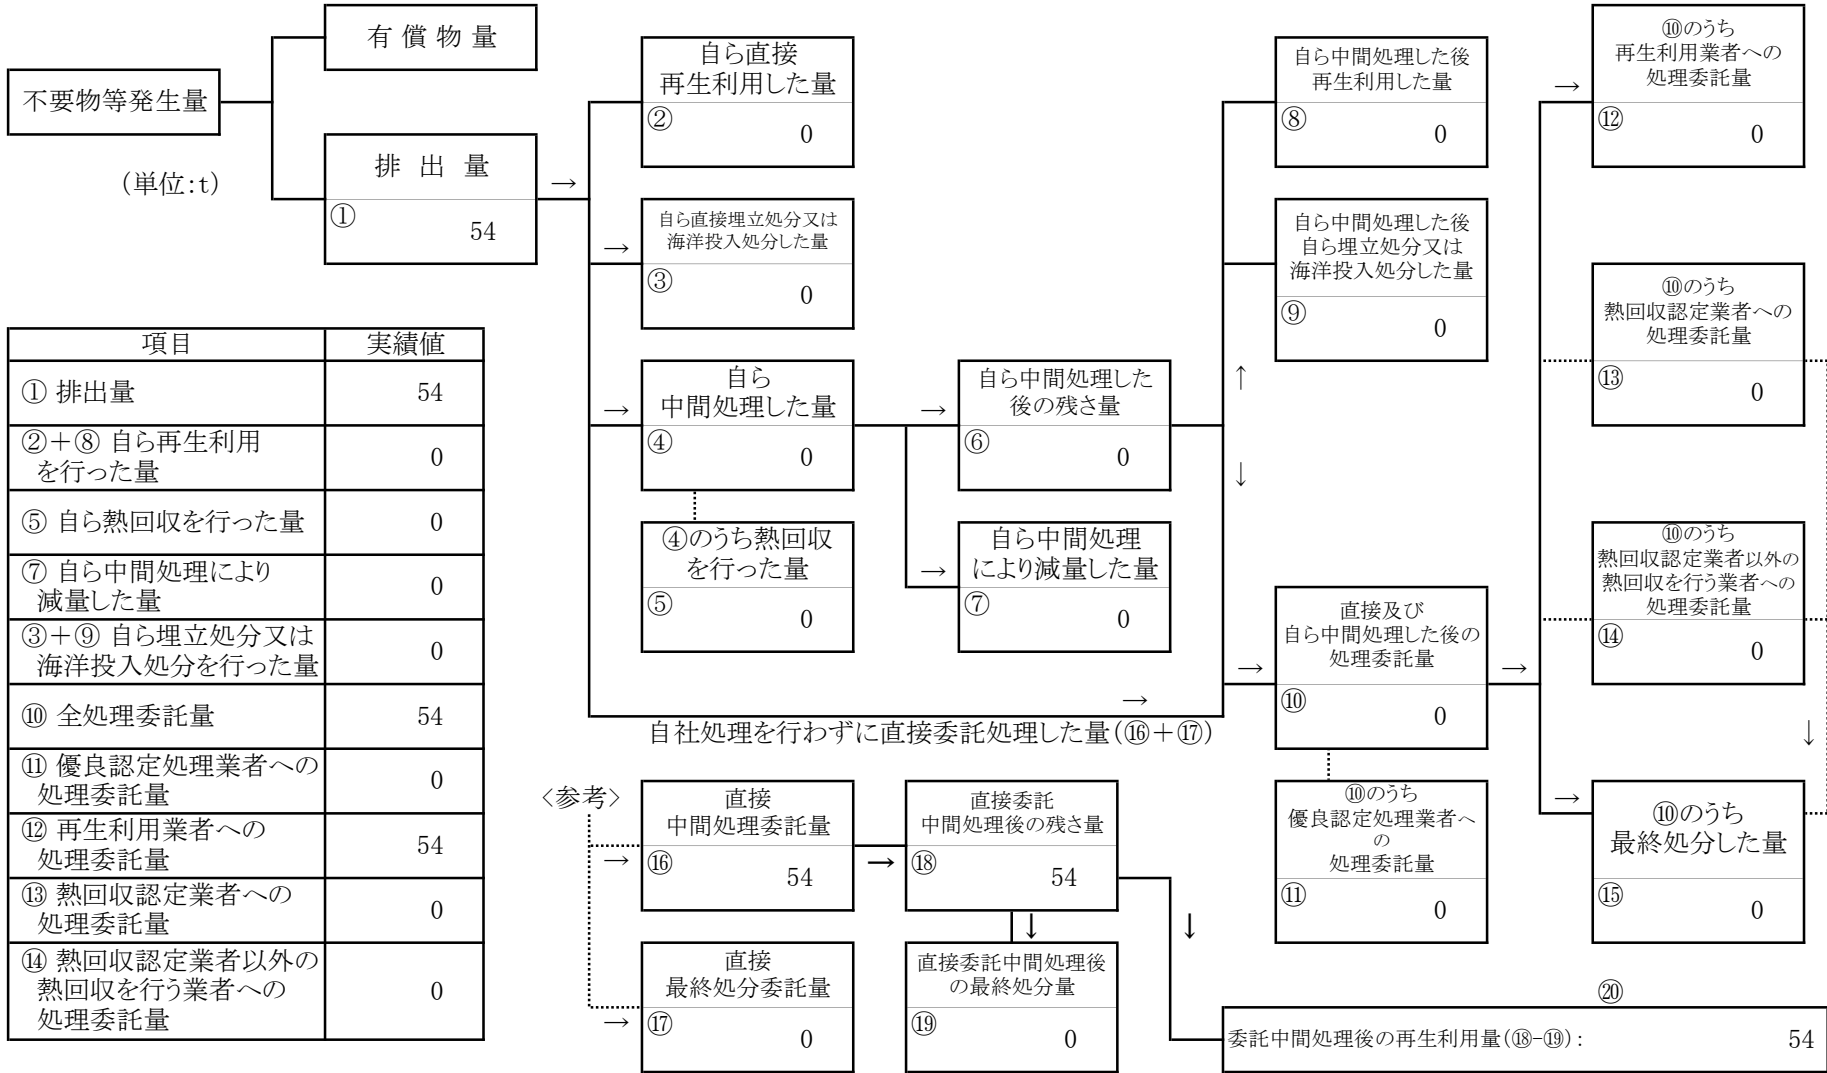 不要物等発生量
(単位:t)
有 償 物 量
排 出 量
①
54
→
自ら直接
再生利用した量
②
0
→
自ら直接埋立処分又は
海洋投入処分した量
③
0
→
自ら
中間処理した量
④
0
④のうち熱回収
を行った量
⑤
0
→
自ら中間処理した
後の残さ量
⑥
0
→
自ら中間処理
により減量した量
⑦
0
自ら中間処理した後
再生利用した量
⑧
0
自ら中間処理した後
自ら埋立処分又は
海洋投入処分した量
⑨
0
↑
↓
→
自社処理を行わずに直接委託処理した量(⑯+⑰)
→
直接及び
自ら中間処理した後の
処理委託量
⑩
0
⑩のうち
優良認定処理業者へ
の
処理委託量
⑪
0
→
→
⑩のうち
再生利用業者への
処理委託量
⑫
0
⑩のうち
熱回収認定業者への
処理委託量
⑬
0
⑩のうち
熱回収認定業者以外の
熱回収を行う業者への
処理委託量
⑭
0
↓
→
⑩のうち
最終処分した量
⑮
0
項目 実績値
① 排出量 54
②+⑧ 自ら再生利用
を行った量 0
⑤ 自ら熱回収を行った量 0
⑦ 自ら中間処理により
減量した量 0
③+⑨ 自ら埋立処分又は
海洋投入処分を行った量 0
⑩ 全処理委託量 54
⑪ 優良認定処理業者への
処理委託量 0
⑫ 再生利用業者への
処理委託量 54
⑬ 熱回収認定業者への
処理委託量 0
⑭ 熱回収認定業者以外の
熱回収を行う業者への
処理委託量 0
<参考>
→
直接
中間処理委託量
⑯
54
→
直接委託
中間処理後の残さ量
⑱
54
↓
↓
→
直接
最終処分委託量
⑰
0
直接委託中間処理後
の最終処分量
⑲
0
⑳
委託中間処理後の再生利用量(⑱-⑲): 54